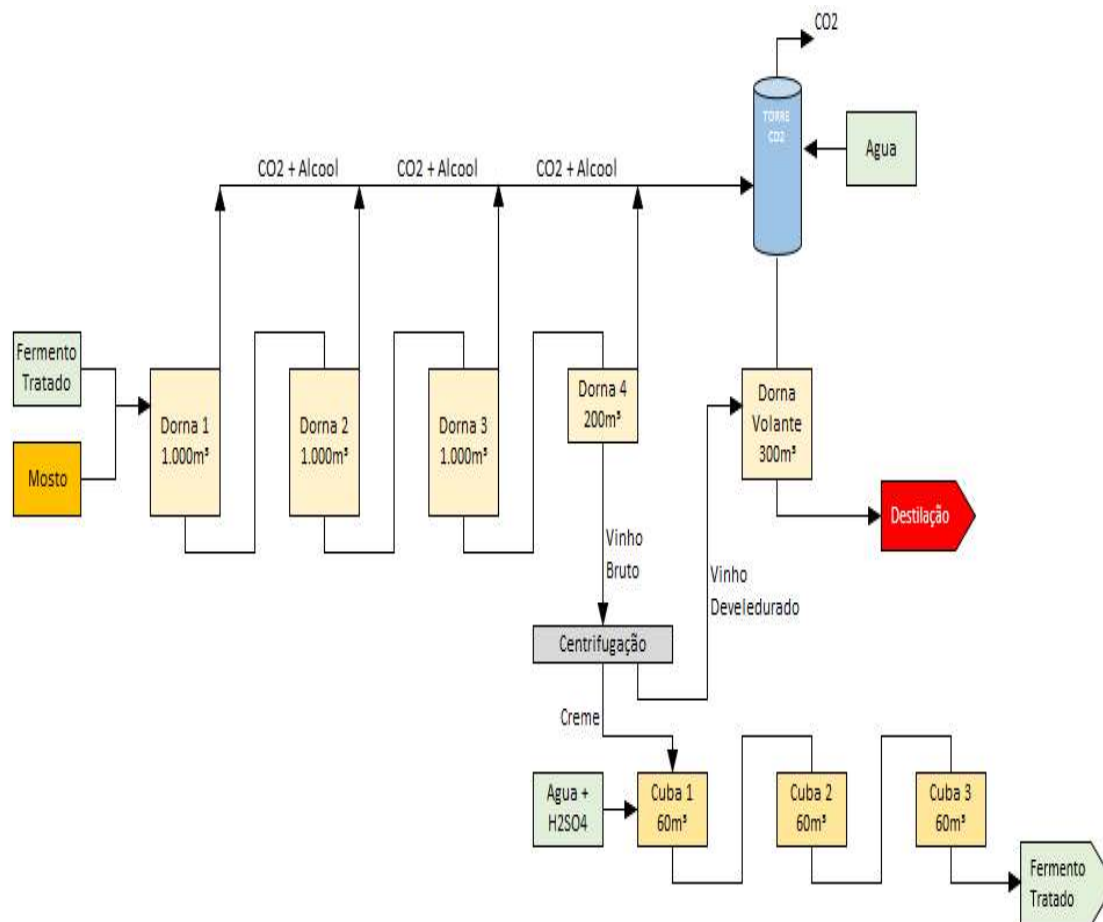 CO2
TORRE
CO2
Agua
CO2 + Alcool
CO2 + Alcool
CO2 + Alcool
Fermento
Tratado
Mosto
Dorna 1
1.000m³
Dorna 2
1.000m³
Dorna 3
1.000m³
Dorna 4
200m³
Dorna
Volante
300m³
Destilação
Vinho
Bruto
Vinho
Develedurado
Centrifugação
Creme
Agua +
H2SO4
Cuba 1
60m³
Cuba 2
60m³
Cuba 3
60m³
Fermento
Tratado